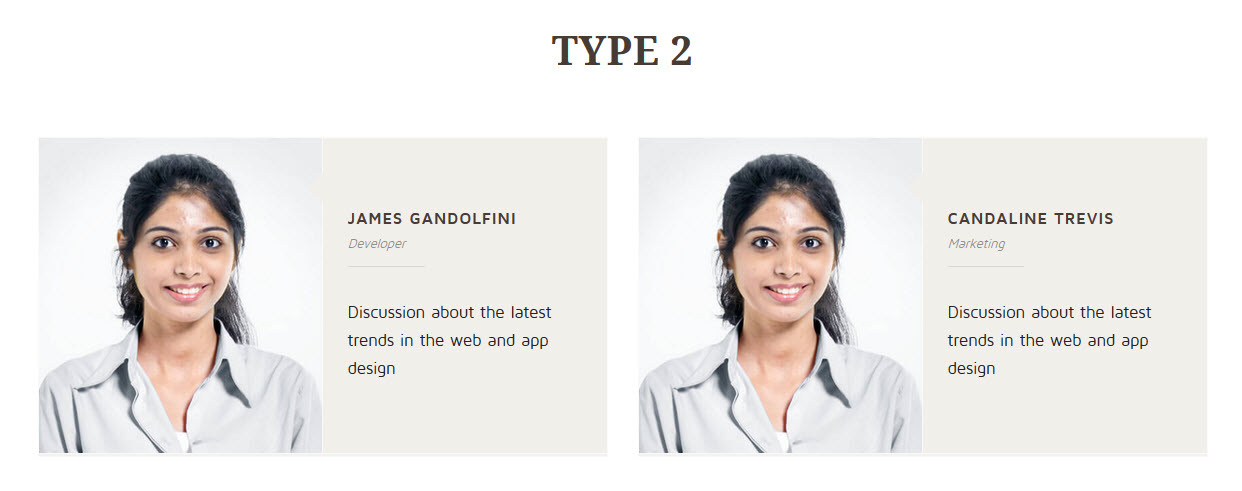 TYPE 2
JAMES GANDOLFINI
Developer
Discussion about the latest
trends in the web and app
design
CANDALINE TREVIS
Marketing
Discussion about the latest
trends in the web and app
design